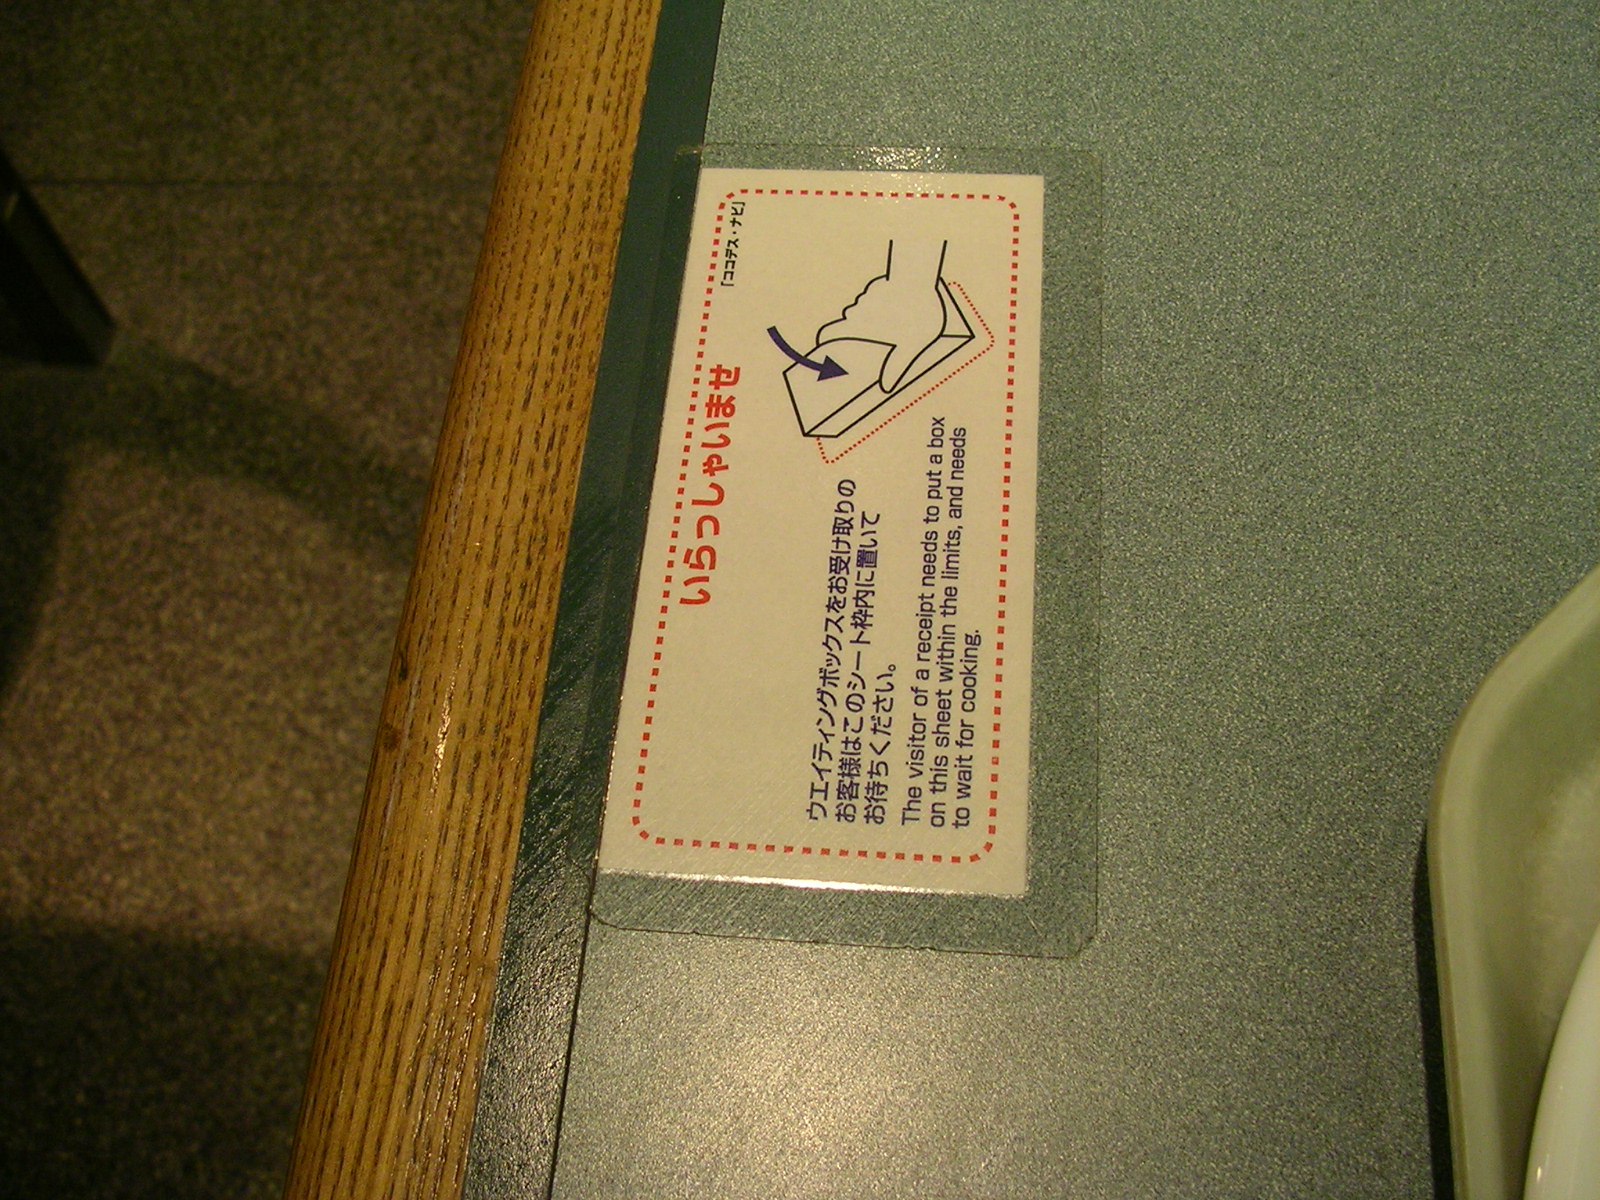 「ココデス・ナビ」
いらっしゃいませ
ウエイティングボックスをお受け取りの
お客様はこのシート枠内に置いて
お待ちください。
The visitor of a receipt needs to put a box
on this sheet within the limits, and needs
to wait for cooking.